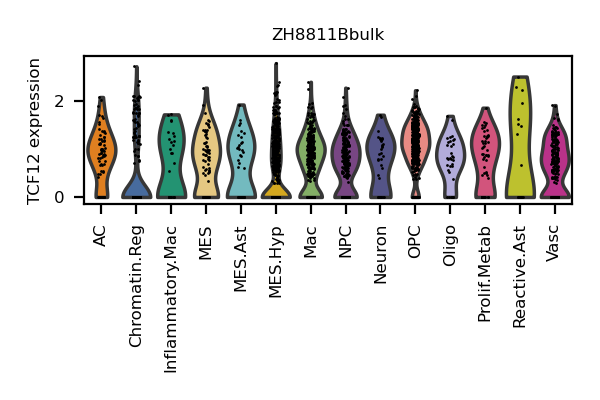 ZH8811Bbulk
TCF12 expression
2
0
AC
Chromatin.Reg
Inflammatory.Mac
MES
MES.Ast
MES.Hyp
Mac
NPC
Neuron
OPC
Oligo
Prolif.Metab
Reactive.Ast
Vasc